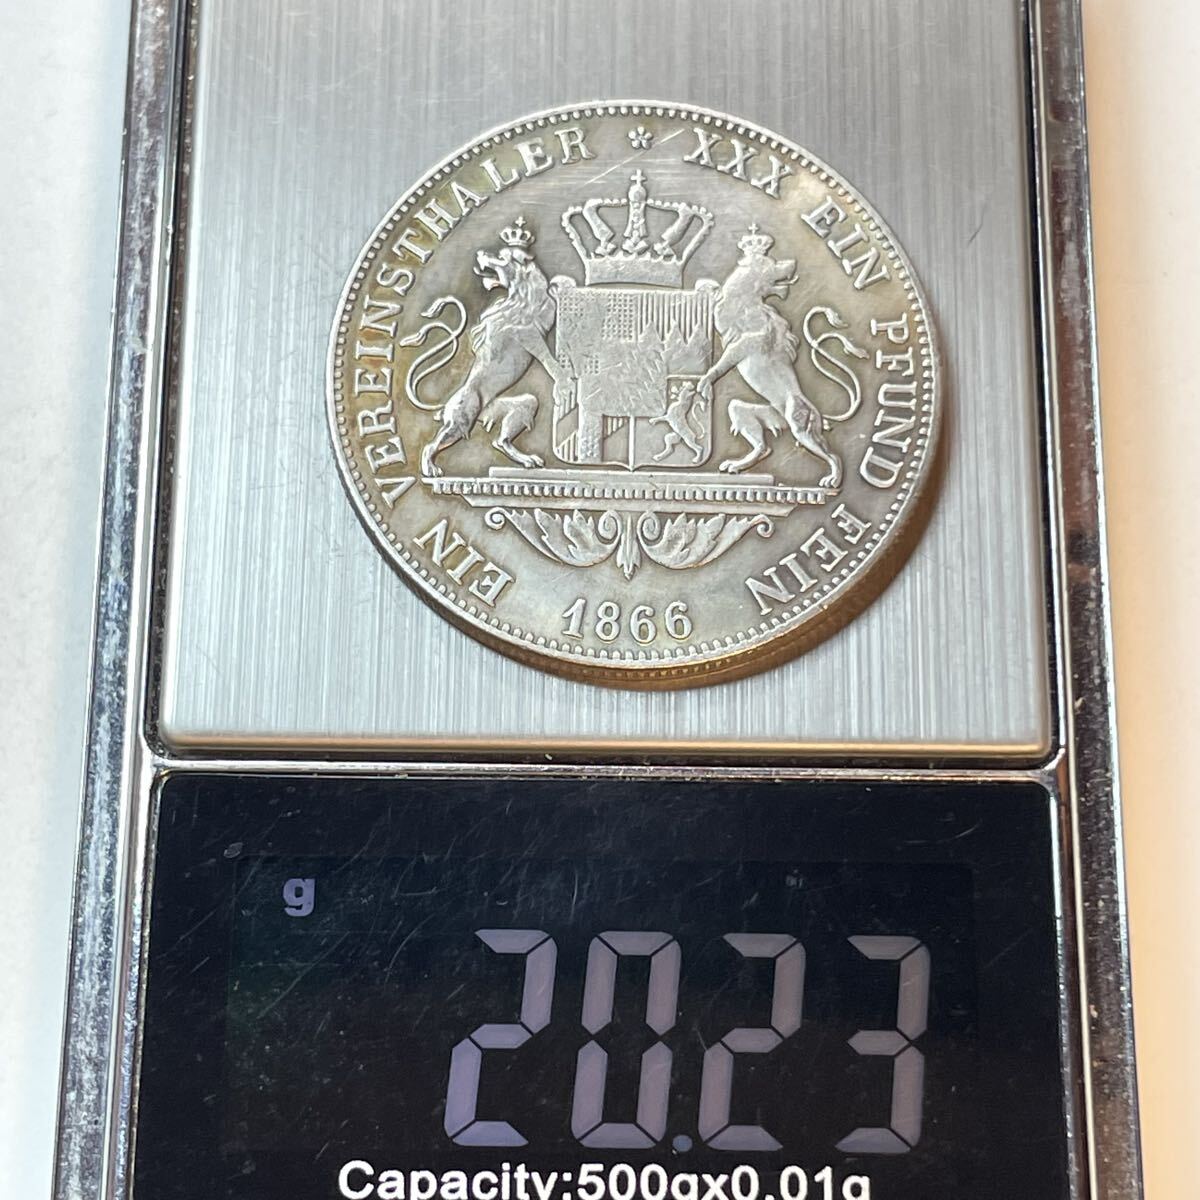 EIN VEREINSTHALER * XXX EIN PFUND FEIN
1866
g
20.23
Capacity:500gx0.01g